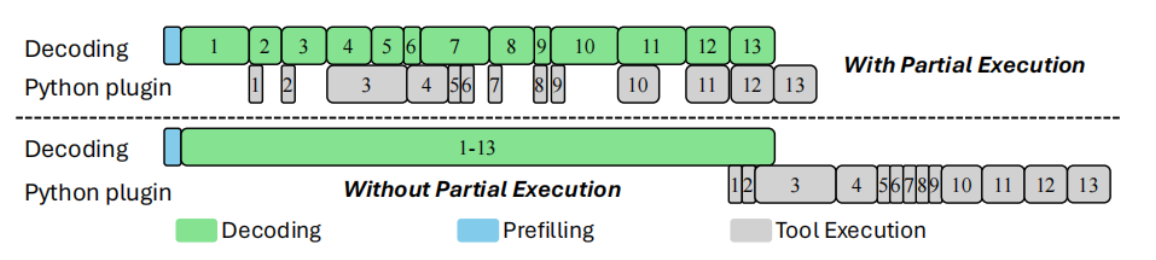 Decoding 1 2 3 4 5 6 7 8 9 10 11 12 13
With Partial Execution
Python plugin 1 2 3 4 5 6 7 8 9 10 11 12 13
Decoding 1-13
Python plugin Without Partial Execution 1 2 3 4 5 6 7 8 9 10 11 12 13
Decoding Prefilling Tool Execution